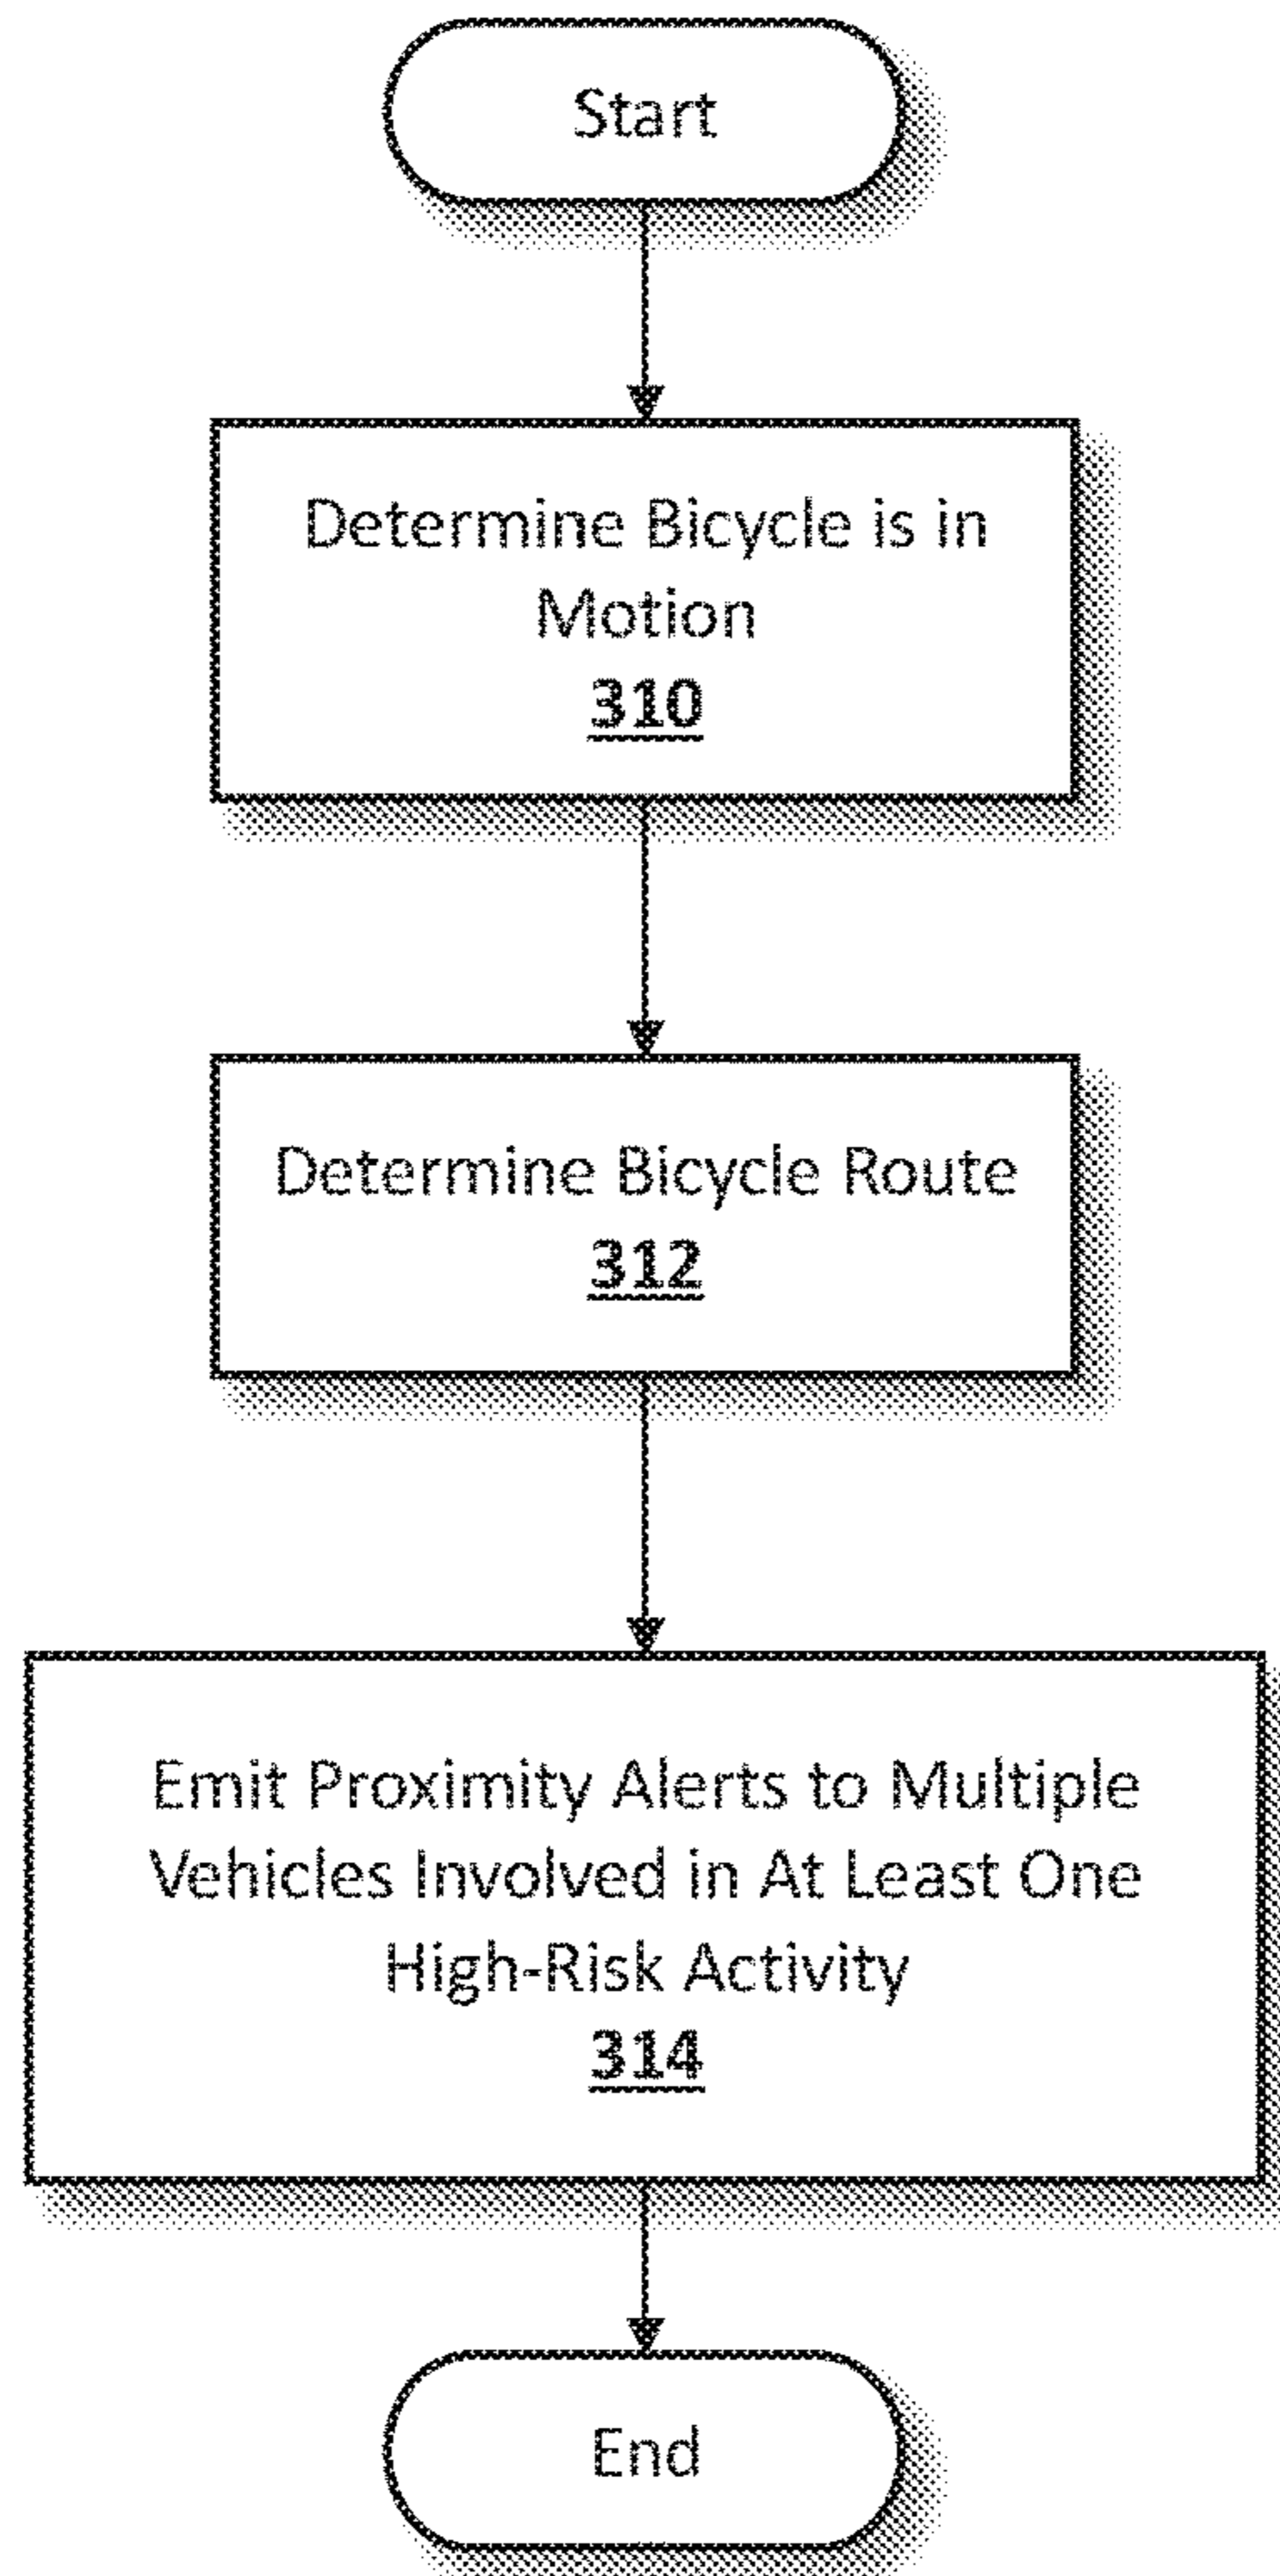 Start
Determine Bicycle is in
Motion
310
Determine Bicycle Route
312
Emit Proximity Alerts to Multiple
Vehicles Involved in At Least One
High-Risk Activity
314
End